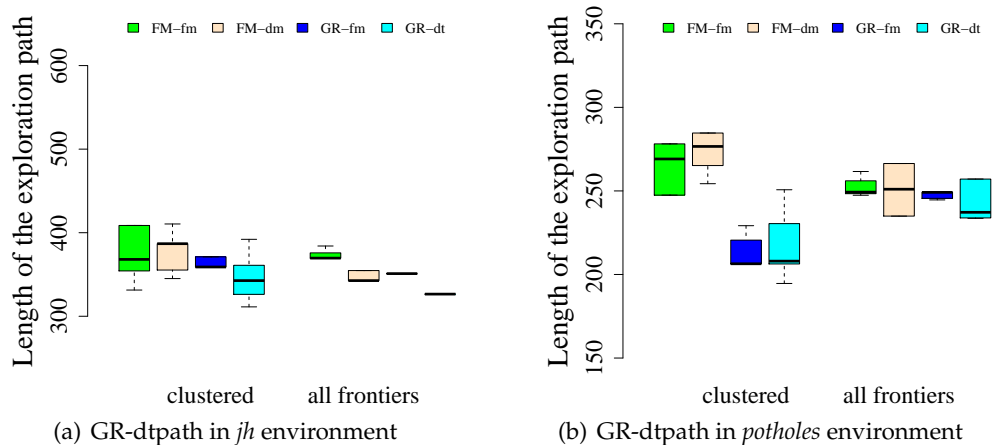 FM−fm FM−dm GR−fm GR−dt
Length of the exploration path
600
500
400
300
clustered all frontiers
(a) GR-dtpath in jh environment
FM−fm FM−dm GR−fm GR−dt
Length of the exploration path
350
300
250
200
150
clustered all frontiers
(b) GR-dtpath in potholes environment